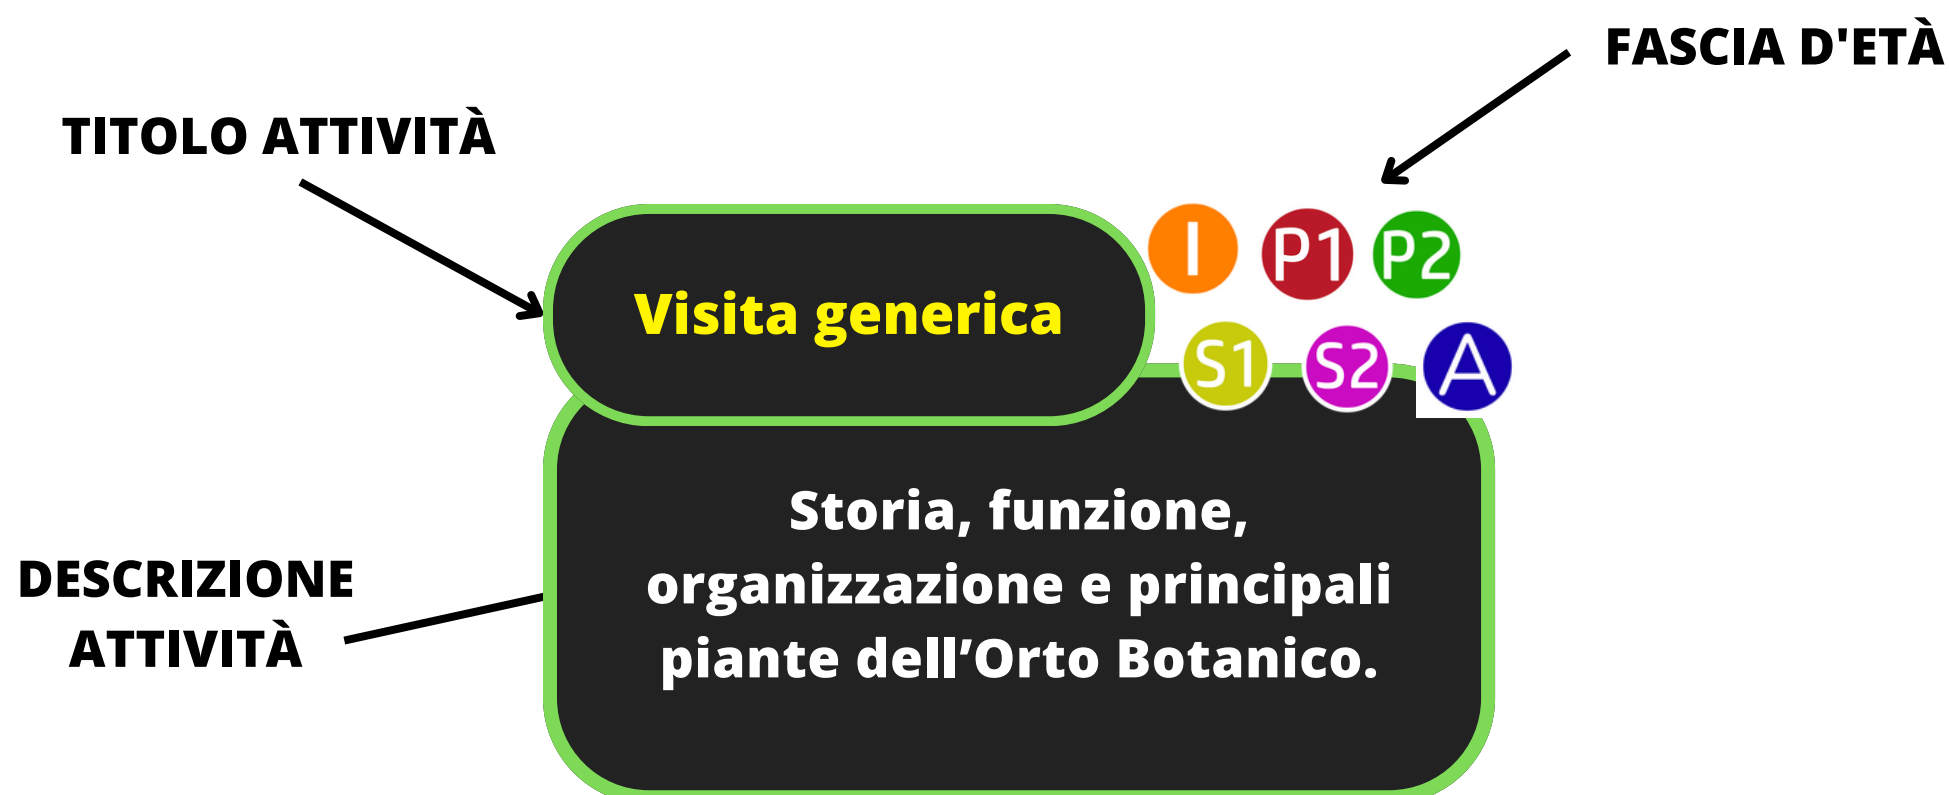 FASCIA D'ETÀ
TITOLO ATTIVITÀ
I P1 P2
Visita generica
S1 S2 A
Storia, funzione,
organizzazione e principali
piante dell’Orto Botanico.
DESCRIZIONE
ATTIVITÀ